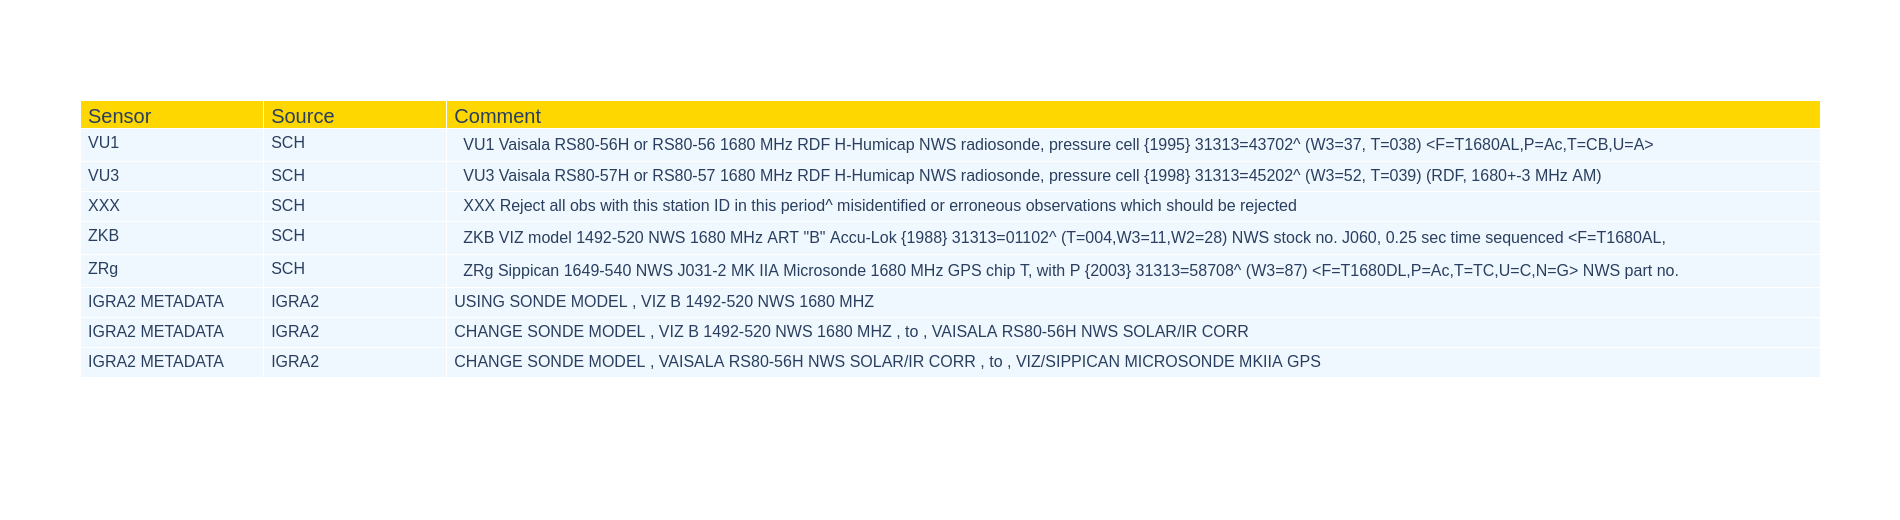 Sensor Source Comment
VU1 SCH VU1 Vaisala RS80-56H or RS80-56 1680 MHz RDF H-Humicap NWS radiosonde, pressure cell {1995} 31313=43702^ (W3=37, T=038) <F=T1680AL,P=Ac,T=CB,U=A>
VU3 SCH VU3 Vaisala RS80-57H or RS80-57 1680 MHz RDF H-Humicap NWS radiosonde, pressure cell {1998} 31313=45202^ (W3=52, T=039) (RDF, 1680+-3 MHz AM)
XXX SCH XXX Reject all obs with this station ID in this period^ misidentified or erroneous observations which should be rejected
ZKB SCH ZKB VIZ model 1492-520 NWS 1680 MHz ART "B" Accu-Lok {1988} 31313=01102^ (T=004,W3=11,W2=28) NWS stock no. J060, 0.25 sec time sequenced <F=T1680AL,
ZRg SCH ZRg Sippican 1649-540 NWS J031-2 MK IIA Microsonde 1680 MHz GPS chip T, with P {2003} 31313=58708^ (W3=87) <F=T1680DL,P=Ac,T=TC,U=C,N=G> NWS part no.
IGRA2 METADATA IGRA2 USING SONDE MODEL , VIZ B 1492-520 NWS 1680 MHZ
IGRA2 METADATA IGRA2 CHANGE SONDE MODEL , VIZ B 1492-520 NWS 1680 MHZ , to , VAISALA RS80-56H NWS SOLAR/IR CORR
IGRA2 METADATA IGRA2 CHANGE SONDE MODEL , VAISALA RS80-56H NWS SOLAR/IR CORR , to , VIZ/SIPPICAN MICROSONDE MKIIA GPS